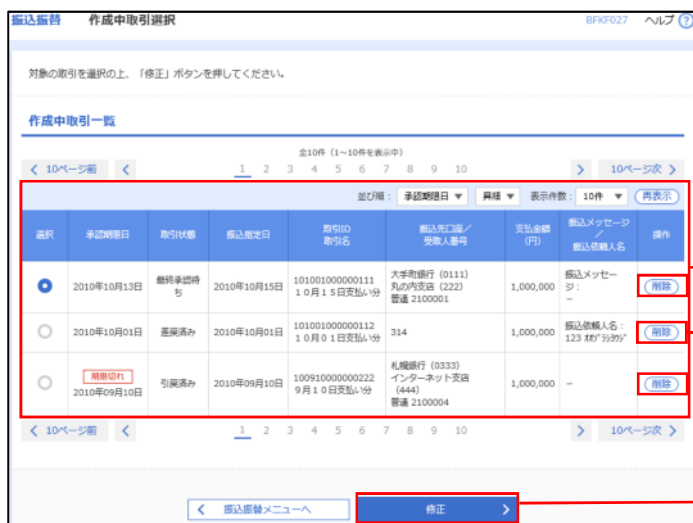 振込振替 作成中取引選択 BFKF027 ヘルプ ?
対象の取引を選択の上、「修正」ボタンを押してください。
作成中取引一覧
全10件（1～10件を表示中）
< 10ページ前 < 1 2 3 4 5 6 7 8 9 10 > 10ページ次 >
並び順： 承認期限日 ▼ 昇順 ▼ 表示件数： 10件 ▼ 再表示
選択 承認期限日 取引状態 振込指定日 取引ID 取引名 振込先口座／受取人番号 支払金額（円） 振込メッセージ／振込依頼人名 操作
2010年10月13日 最終承認待ち 2010年10月15日 101001000000111 １０月１５日支払い分 大手町銀行（0111） 丸の内支店（222） 普通 2100001 1,000,000 振込メッセージ： － 削除
2010年10月01日 差戻済み 2010年10月01日 101001000000112 １０月０１日支払い分 314 1,000,000 振込依頼人名： 123 削除
期限切れ 2010年09月10日 引戻済み 2010年09月10日 100910000000222 ９月１０日支払い分 札幌銀行（0333） インターネット支店（444） 普通 2100004 1,000,000 － 削除
< 10ページ前 < 1 2 3 4 5 6 7 8 9 10 > 10ページ次 >
< 振込振替メニューへ 修正 >